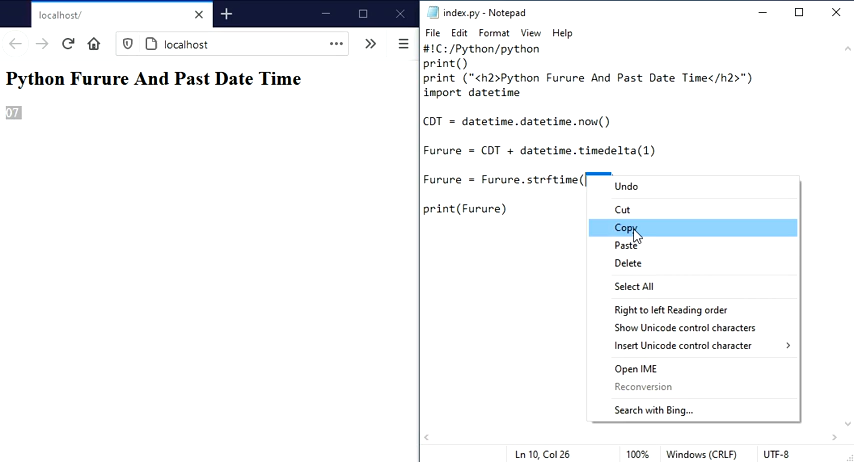 localhost/
localhost
Python Furure And Past Date Time
07
index.py - Notepad
File Edit Format View Help
#!C:/Python/python
print()
print ("<h2>Python Furure And Past Date Time</h2>")
import datetime
CDT = datetime.datetime.now()
Furure = CDT + datetime.timedelta(1)
Furure = Furure.strftime(
print(Furure)
Undo
Cut
Copy
Paste
Delete
Select All
Right to left Reading order
Show Unicode control characters
Insert Unicode control character
Open IME
Reconversion
Search with Bing...
Ln 10, Col 26 100% Windows (CRLF) UTF-8